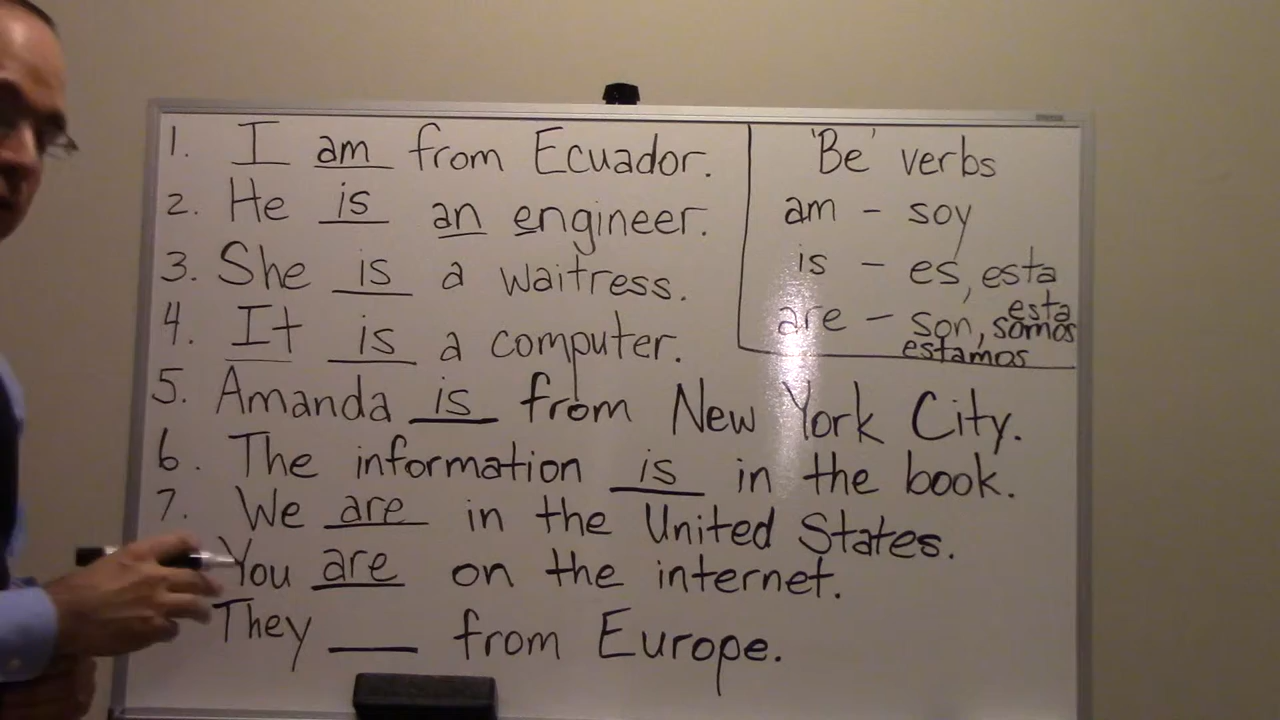 1. I am from Ecuador.
2. He is an engineer.
3. She is a waitress.
4. It is a computer.
5. Amanda is from New York City.
6. The information is in the book.
7. We are in the United States.
You are on the internet.
They ___ from Europe.
'Be' verbs
am - soy
is - es, esta
are - son, somos
esta
estamos